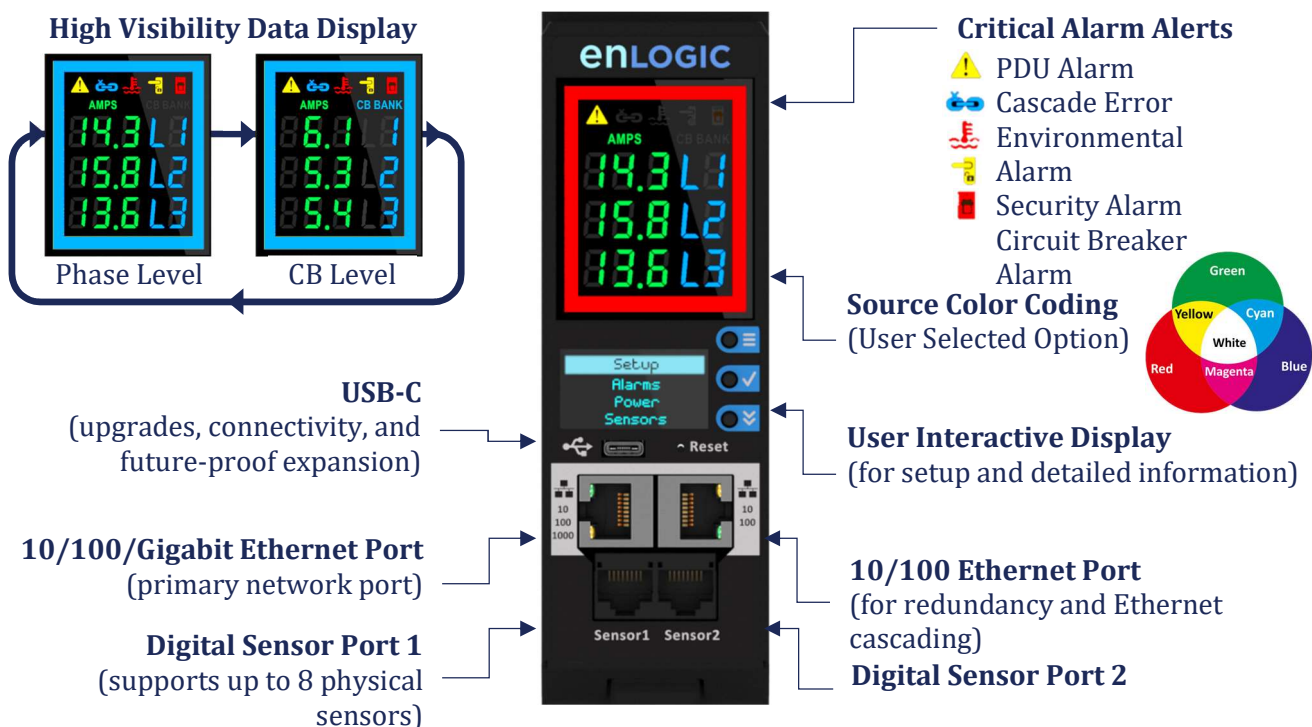 High Visibility Data Display
AMPS CB BANK
14.3 L1
15.8 L2
13.6 L3
Phase Level
AMPS CB BANK
6.1 1
5.3 2
5.4 3
CB Level
enLOGIC
AMPS CB BANK
14.3 L1
15.8 L2
13.6 L3
Setup
Alarms
Power
Sensors
Reset
10
100
1000
10
100
Sensor1 Sensor2
Critical Alarm Alerts
PDU Alarm
Cascade Error
Environmental
Alarm
Security Alarm
Circuit Breaker
Alarm
Source Color Coding
(User Selected Option)
Green
Yellow
Cyan
White
Red
Magenta
Blue
USB-C
(upgrades, connectivity, and
future-proof expansion)
User Interactive Display
(for setup and detailed information)
10/100/Gigabit Ethernet Port
(primary network port)
10/100 Ethernet Port
(for redundancy and Ethernet
cascading)
Digital Sensor Port 1
(supports up to 8 physical
sensors)
Digital Sensor Port 2